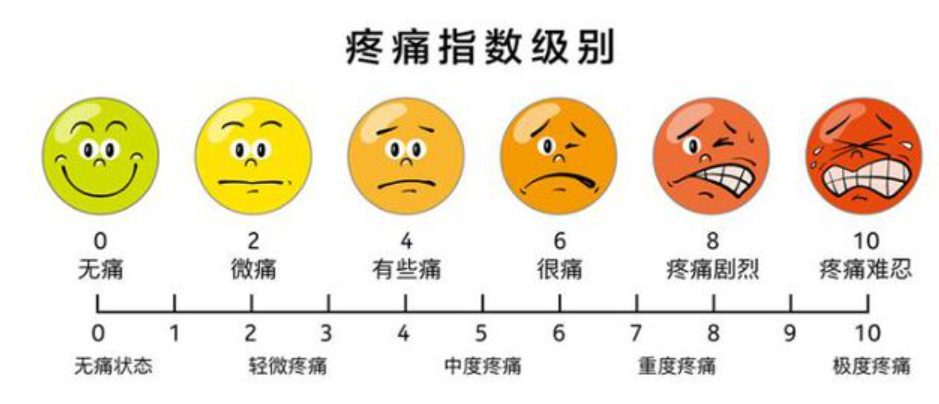 疼痛指数级别
0 2 4 6 8 10
无痛 微痛 有些痛 很痛 疼痛剧烈 疼痛难忍
0 1 2 3 4 5 6 7 8 9 10
无痛状态 轻微疼痛 中度疼痛 重度疼痛 极度疼痛